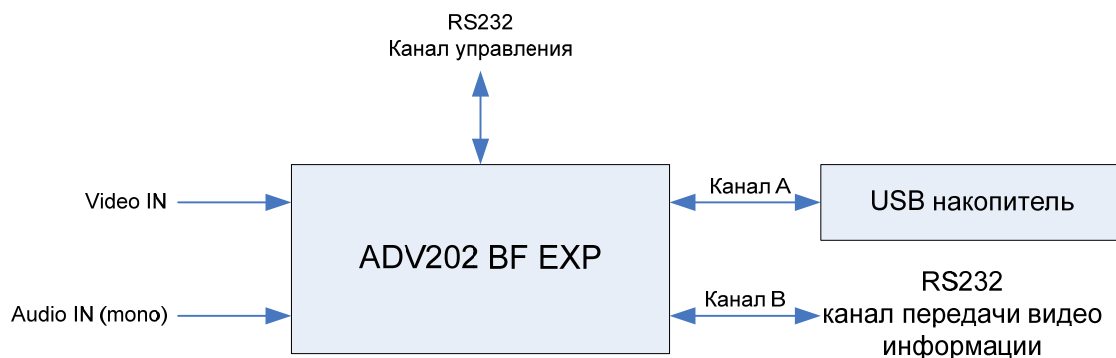 RS232
Канал управления
Video IN
Канал А
USB накопитель
ADV202 BF EXP
Audio IN (mono)
Канал В
RS232
канал передачи видео
информации